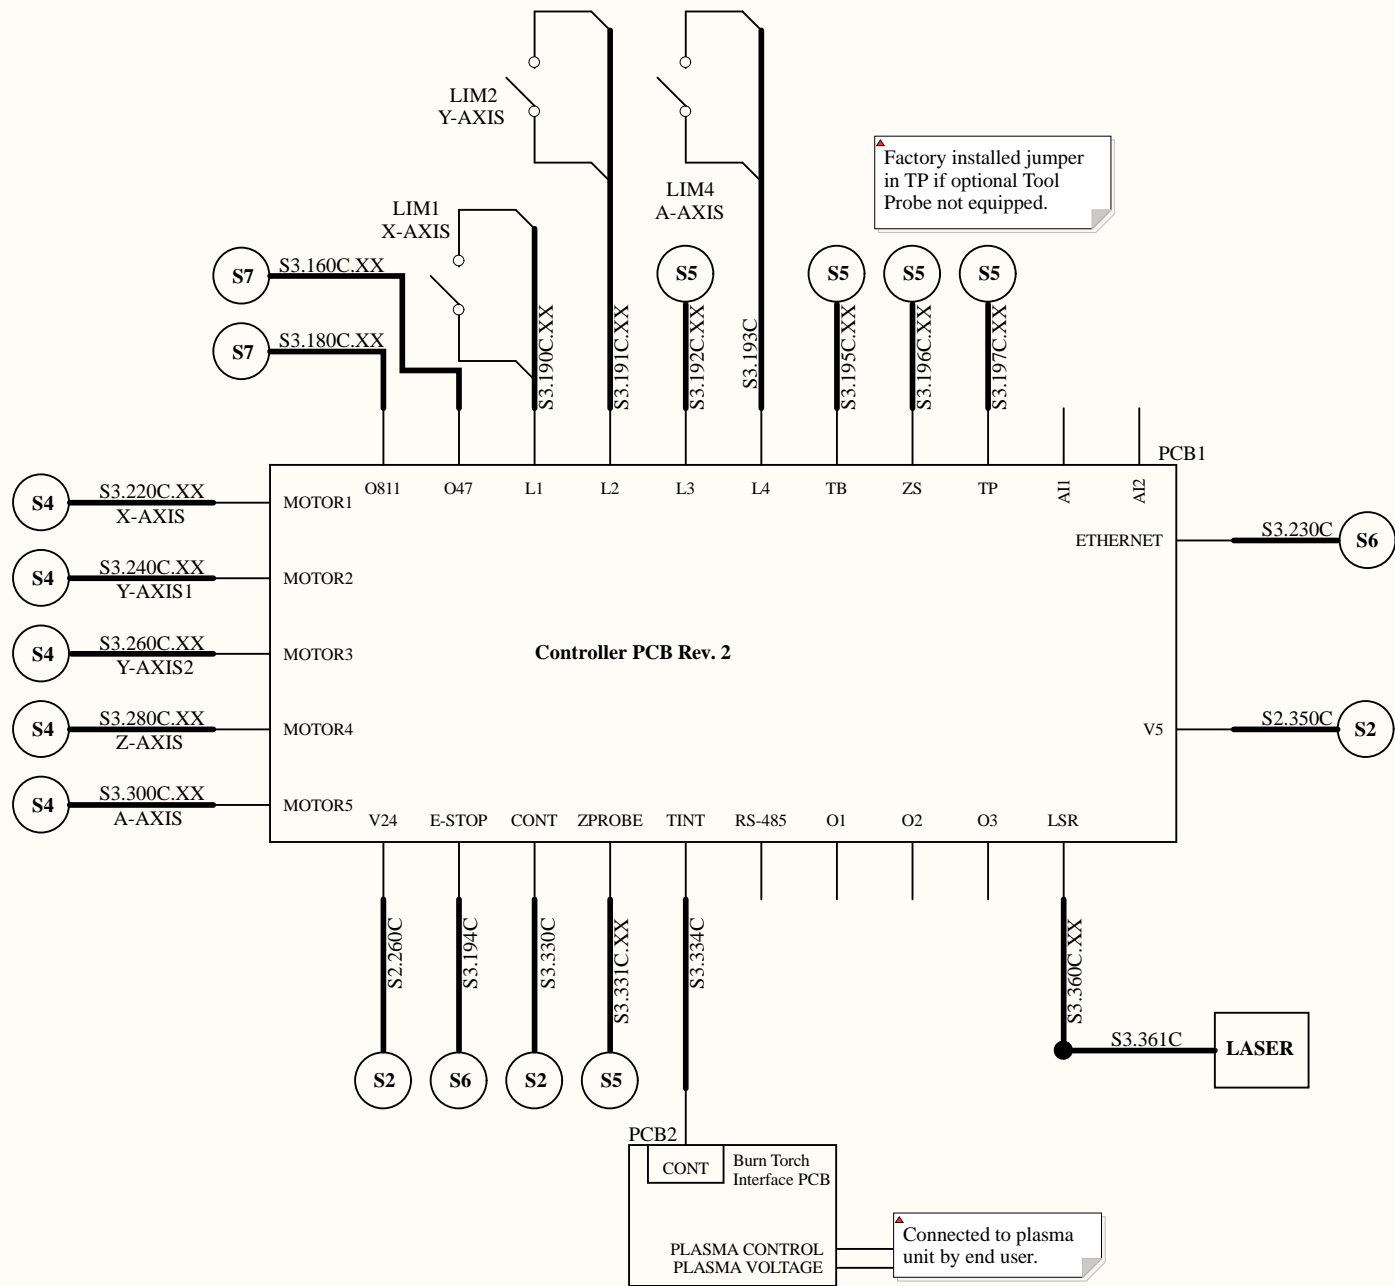 LIM2
Y-AXIS
LIM4
A-AXIS
Factory installed jumper
in TP if optional Tool
Probe not equipped.
LIM1
X-AXIS
S7
S3.160C.XX
S7
S3.180C.XX
S5
S5
S5
S5
S3.190C.XX
S3.191C.XX
S3.192C.XX
S3.193C
S3.195C.XX
S3.196C.XX
S3.197C.XX
PCB1
O811
O47
L1
L2
L3
L4
TB
ZS
TP
AI1
AI2
S4
S3.220C.XX
X-AXIS
MOTOR1
ETHERNET
S3.230C
S6
S4
S3.240C.XX
Y-AXIS1
MOTOR2
S4
S3.260C.XX
Y-AXIS2
MOTOR3
Controller PCB Rev. 2
S4
S3.280C.XX
Z-AXIS
MOTOR4
V5
S2.350C
S2
S4
S3.300C.XX
A-AXIS
MOTOR5
V24
E-STOP
CONT
ZPROBE
TINT
RS-485
O1
O2
O3
LSR
S2.260C
S3.194C
S3.330C
S3.331C.XX
S3.334C
S3.360C.XX
S2
S6
S2
S5
S3.361C
LASER
PCB2
CONT
Burn Torch
Interface PCB
PLASMA CONTROL
PLASMA VOLTAGE
Connected to plasma
unit by end user.